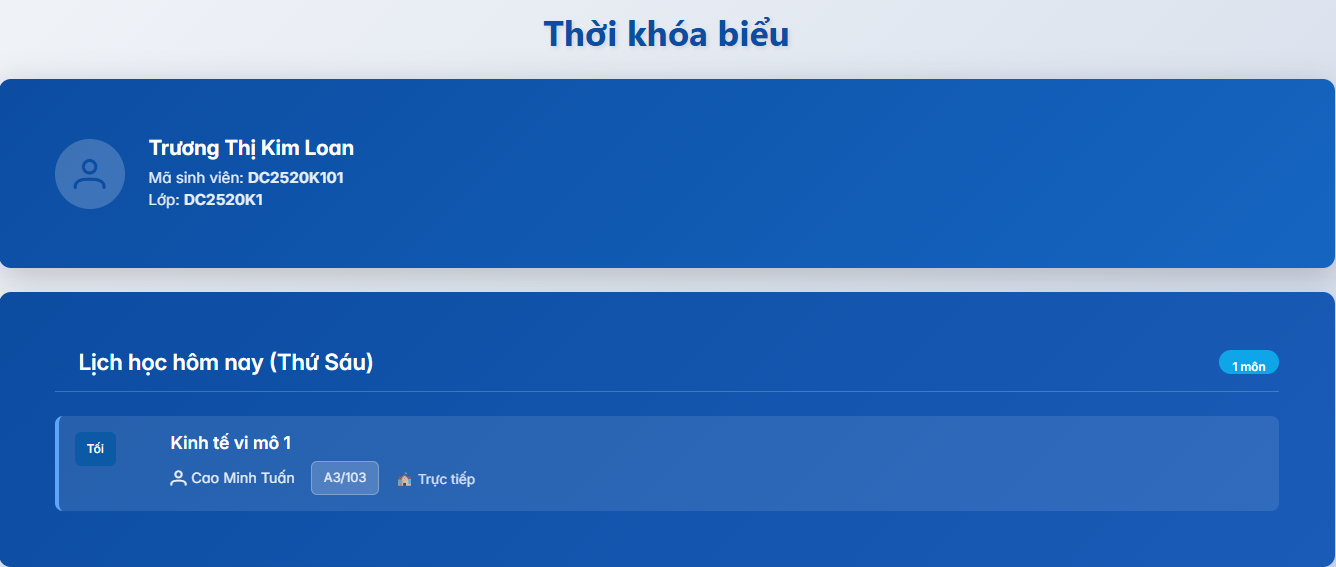 Thời khóa biểu
Trương Thị Kim Loan
Mã sinh viên: DC2520K101
Lớp: DC2520K1
Lịch học hôm nay (Thứ Sáu)
1 môn
Tối
Kinh tế vi mô 1
Cao Minh Tuấn A3/103 Trực tiếp